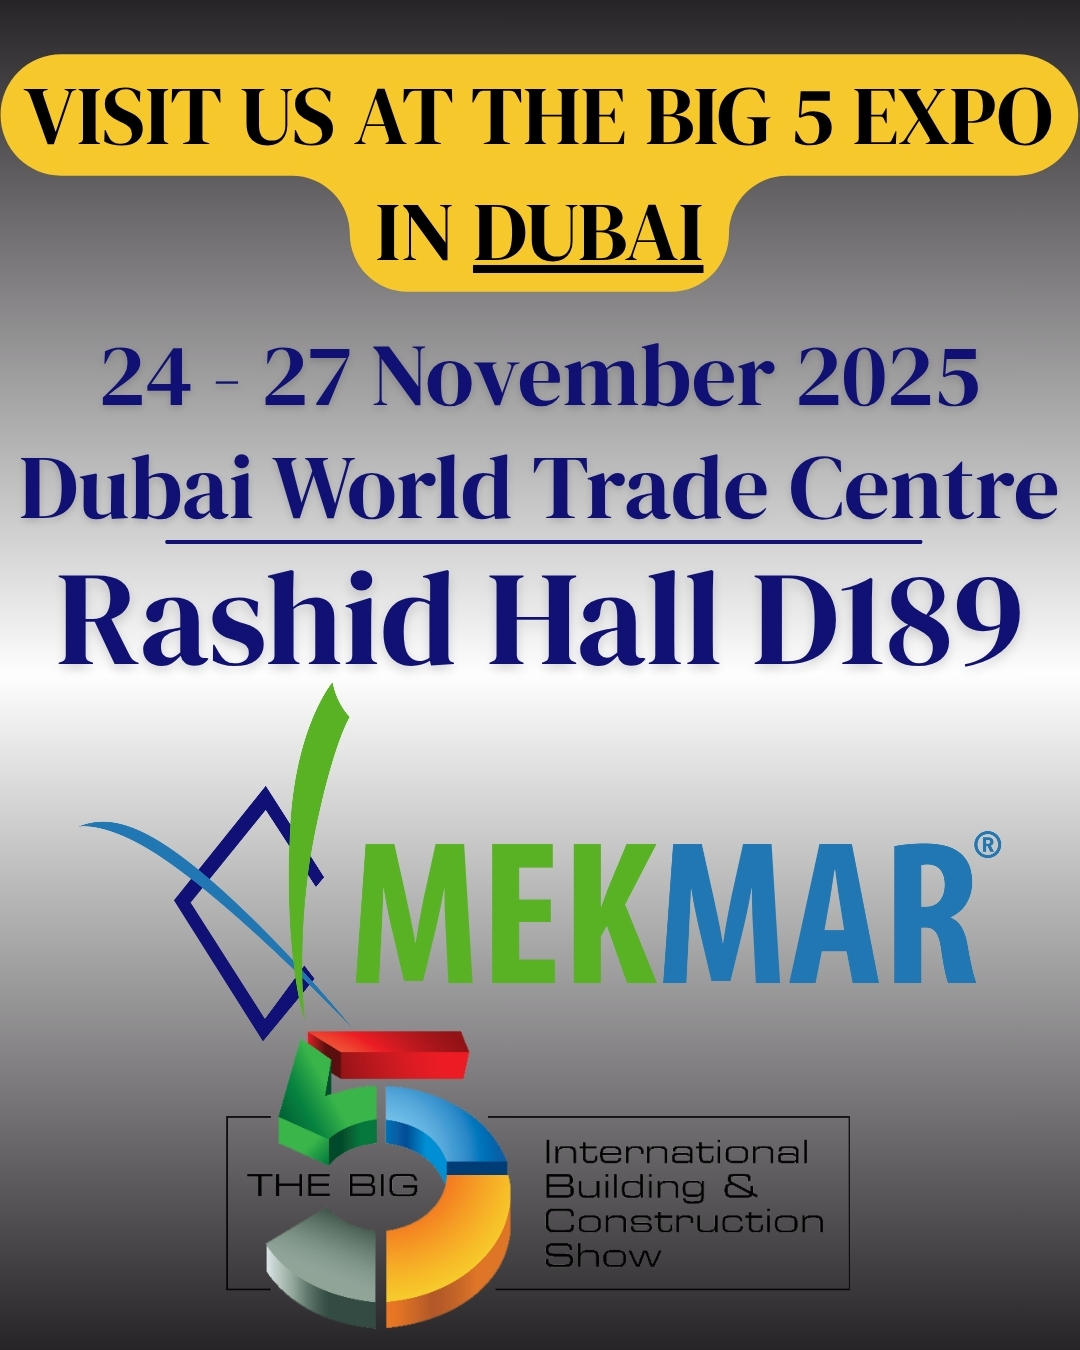 VISIT US AT THE BIG 5 EXPO
IN DUBAI
24 - 27 November 2025
Dubai World Trade Centre
Rashid Hall D189
MEKMAR®
THE BIG 5
International
Building &
Construction
Show